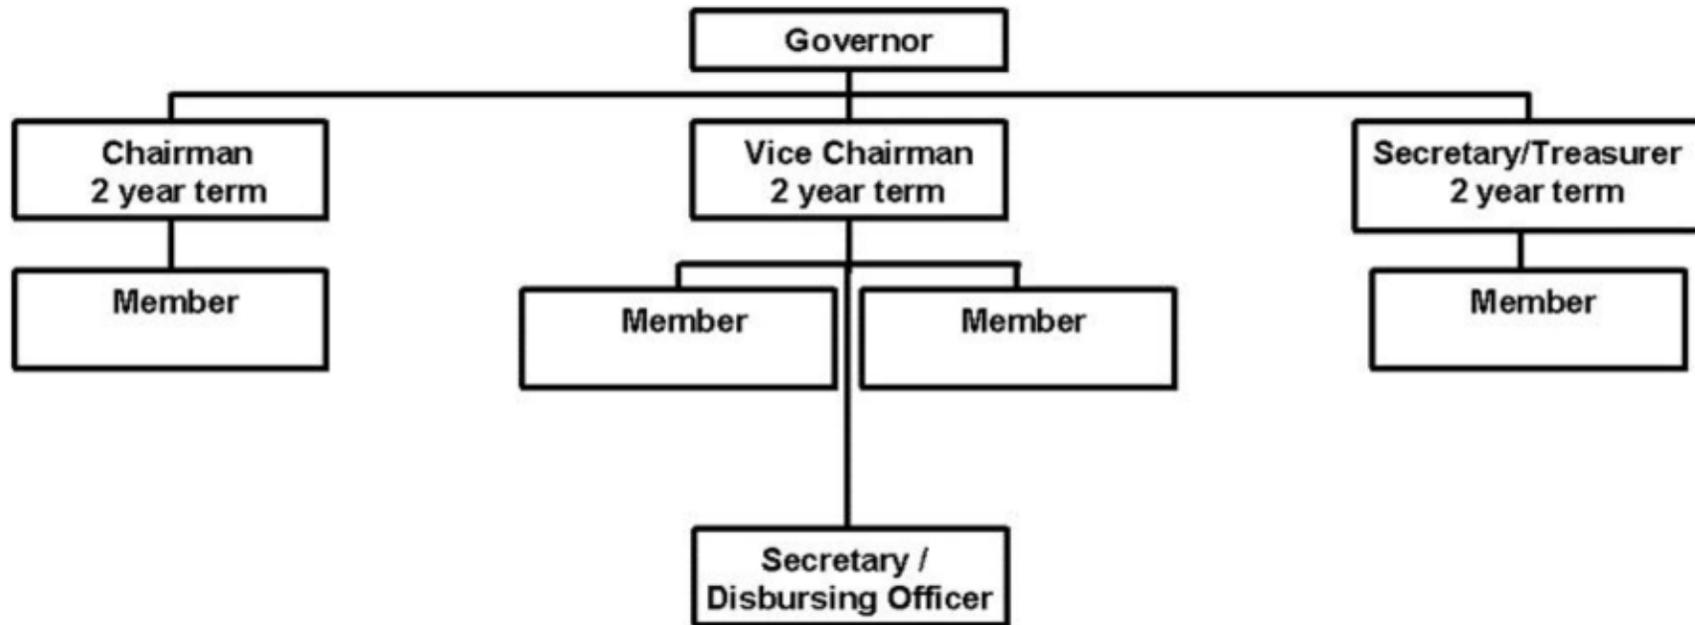 Governor
Chairman
2 year term
Vice Chairman
2 year term
Secretary/Treasurer
2 year term
Member
Member
Member
Member
Secretary /
Disbursing Officer